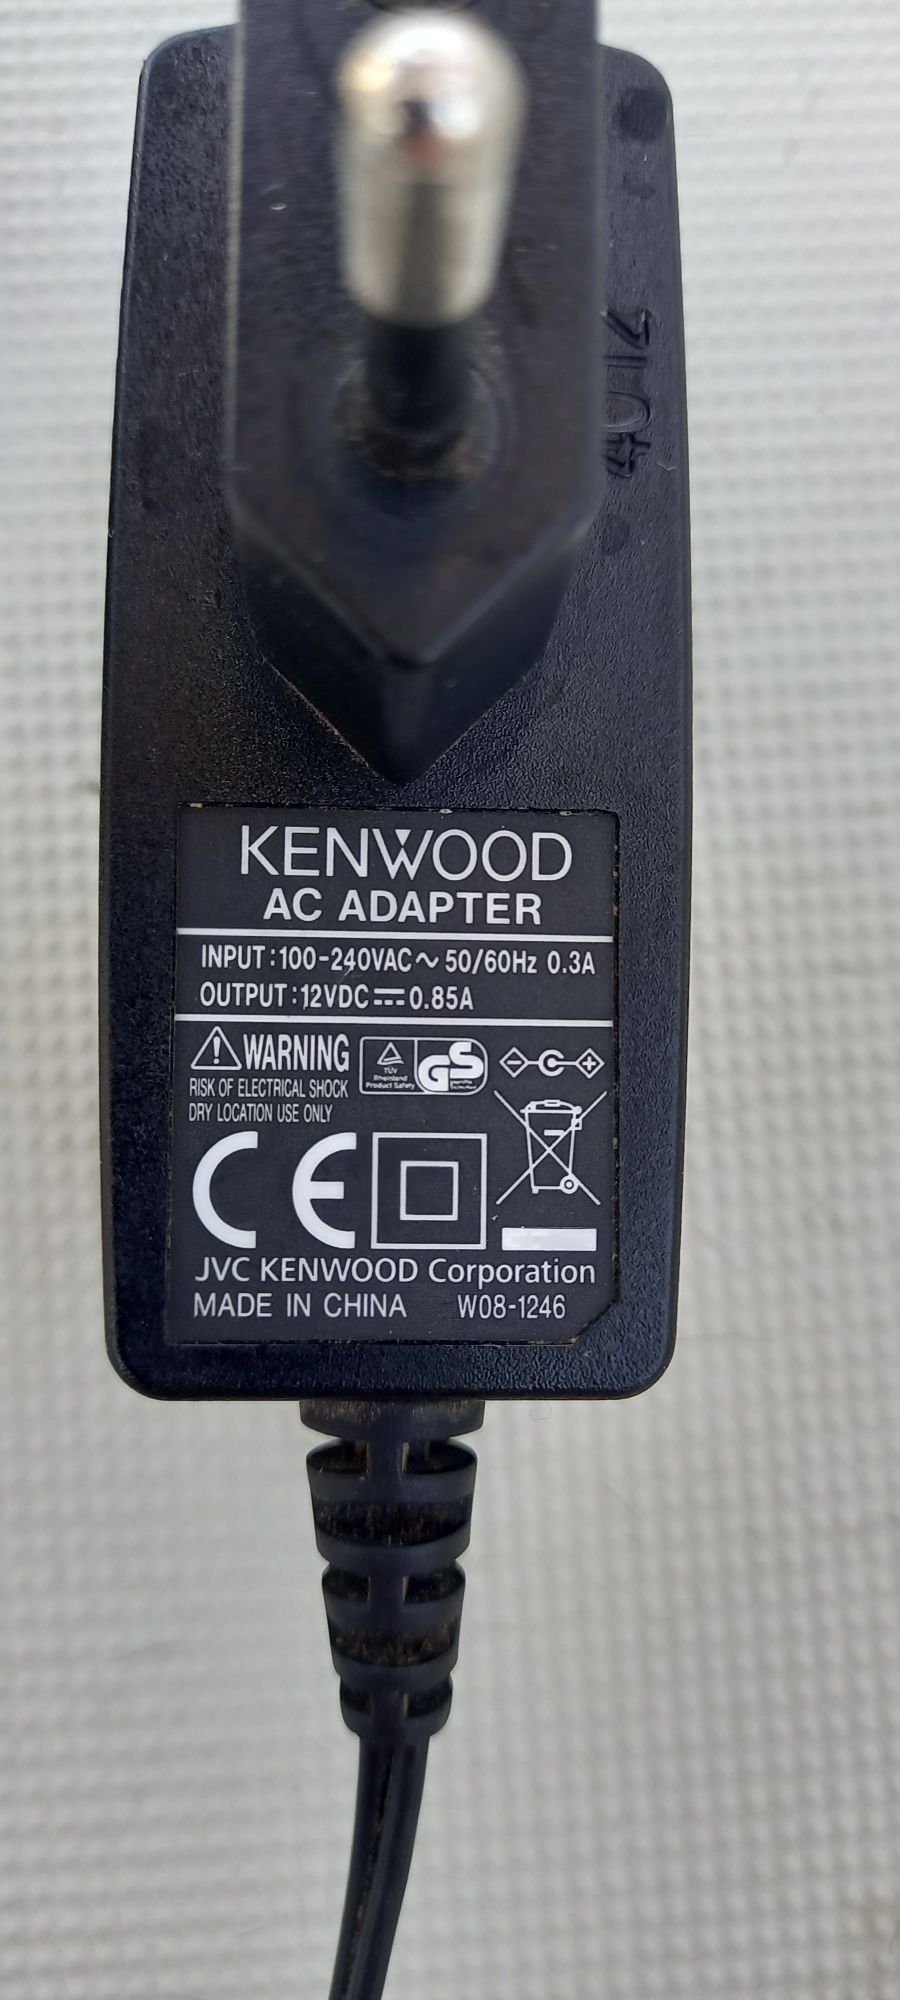 4012
KENWOOD
AC ADAPTER
INPUT:100-240VAC~ 50/60Hz 0.3A
OUTPUT:12VDC⎓0.85A
WARNING
RISK OF ELECTRICAL SHOCK
DRY LOCATION USE ONLY
TÜV
Rheinland
Product Safety
GS
CE
JVC KENWOOD Corporation
MADE IN CHINA W08-1246